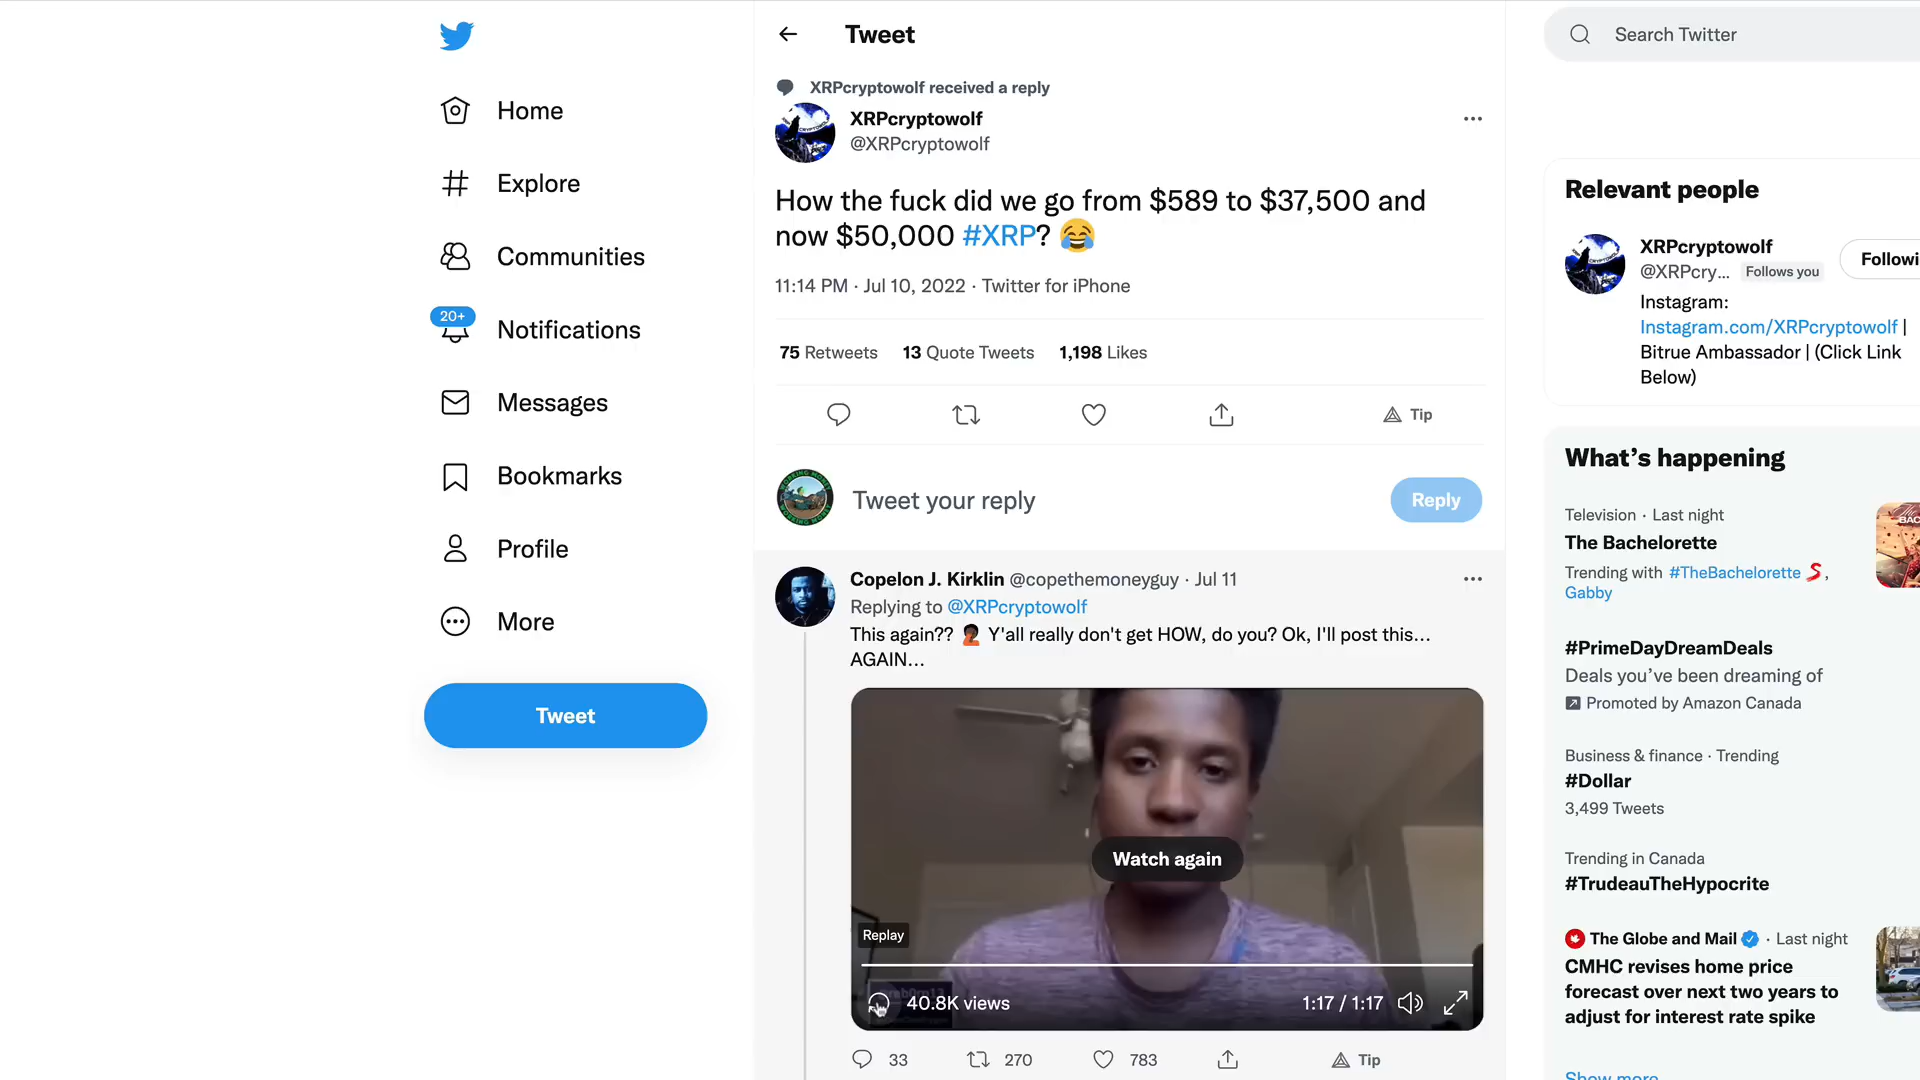 Tweet
Search Twitter
XRPcryptowolf received a reply
XRPcryptowolf
@XRPcryptowolf
How the fuck did we go from $589 to $37,500 and
now $50,000 #XRP? 😂
11:14 PM · Jul 10, 2022 · Twitter for iPhone
75 Retweets 13 Quote Tweets 1,198 Likes
Tip
Tweet your reply
Reply
Copelon J. Kirklin @copethemoneyguy · Jul 11
Replying to @XRPcryptowolf
This again?? 🤦🏿‍♂️ Y'all really don't get HOW, do you? Ok, I'll post this…
AGAIN…
Watch again
Replay
40.8K views
1:17 / 1:17
33 270 783 Tip
Home
Explore
Communities
20+
Notifications
Messages
Bookmarks
Profile
More
Tweet
Relevant people
XRPcryptowolf
@XRPcry... Follows you
Followi
Instagram:
Instagram.com/XRPcryptowolf |
Bitrue Ambassador | (Click Link
Below)
What's happening
Television · Last night
The Bachelorette
Trending with #TheBachelorette ,
Gabby
#PrimeDayDreamDeals
Deals you've been dreaming of
Promoted by Amazon Canada
Business & finance · Trending
#Dollar
3,499 Tweets
Trending in Canada
#TrudeauTheHypocrite
The Globe and Mail · Last night
CMHC revises home price
forecast over next two years to
adjust for interest rate spike
Show more